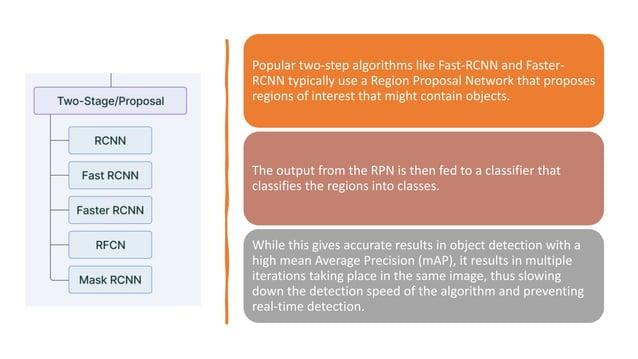 Two-Stage/Proposal
RCNN
Fast RCNN
Faster RCNN
RFCN
Mask RCNN
Popular two-step algorithms like Fast-RCNN and Faster-
RCNN typically use a Region Proposal Network that proposes
regions of interest that might contain objects.
The output from the RPN is then fed to a classifier that
classifies the regions into classes.
While this gives accurate results in object detection with a
high mean Average Precision (mAP), it results in multiple
iterations taking place in the same image, thus slowing
down the detection speed of the algorithm and preventing
real-time detection.